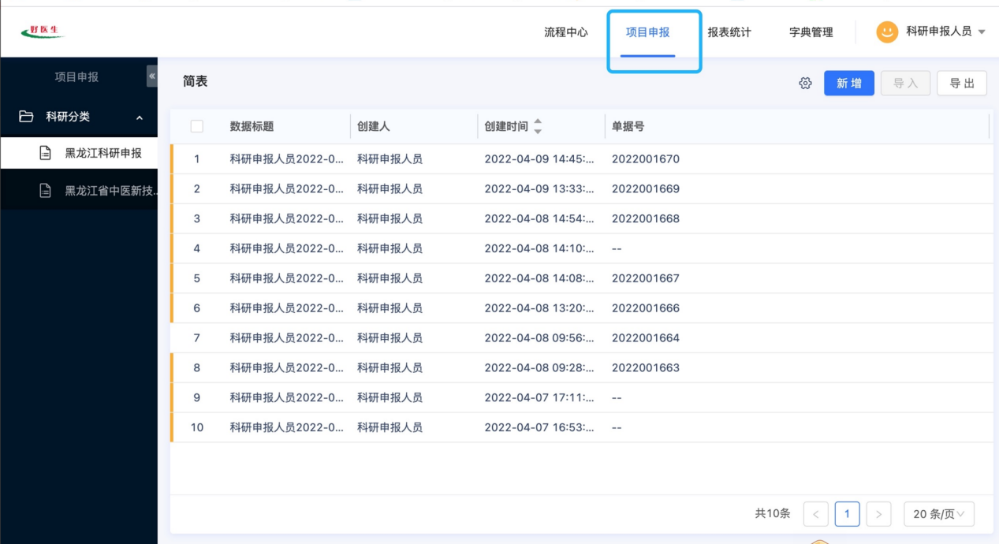 好医生
流程中心 项目申报 报表统计 字典管理 科研申报人员
项目申报 «
简表 新增 导入 导出
科研分类
黑龙江科研申报
黑龙江省中医新技...
数据标题 创建人 创建时间 单据号
1 科研申报人员2022-0... 科研申报人员 2022-04-09 14:45:... 2022001670
2 科研申报人员2022-0... 科研申报人员 2022-04-09 13:33:... 2022001669
3 科研申报人员2022-0... 科研申报人员 2022-04-08 14:54:... 2022001668
4 科研申报人员2022-0... 科研申报人员 2022-04-08 14:10:... --
5 科研申报人员2022-0... 科研申报人员 2022-04-08 14:08:... 2022001667
6 科研申报人员2022-0... 科研申报人员 2022-04-08 13:20:... 2022001666
7 科研申报人员2022-0... 科研申报人员 2022-04-08 09:56:... 2022001664
8 科研申报人员2022-0... 科研申报人员 2022-04-08 09:28:... 2022001663
9 科研申报人员2022-0... 科研申报人员 2022-04-07 17:11:... --
10 科研申报人员2022-0... 科研申报人员 2022-04-07 16:53:... --
共10条 < 1 > 20 条/页